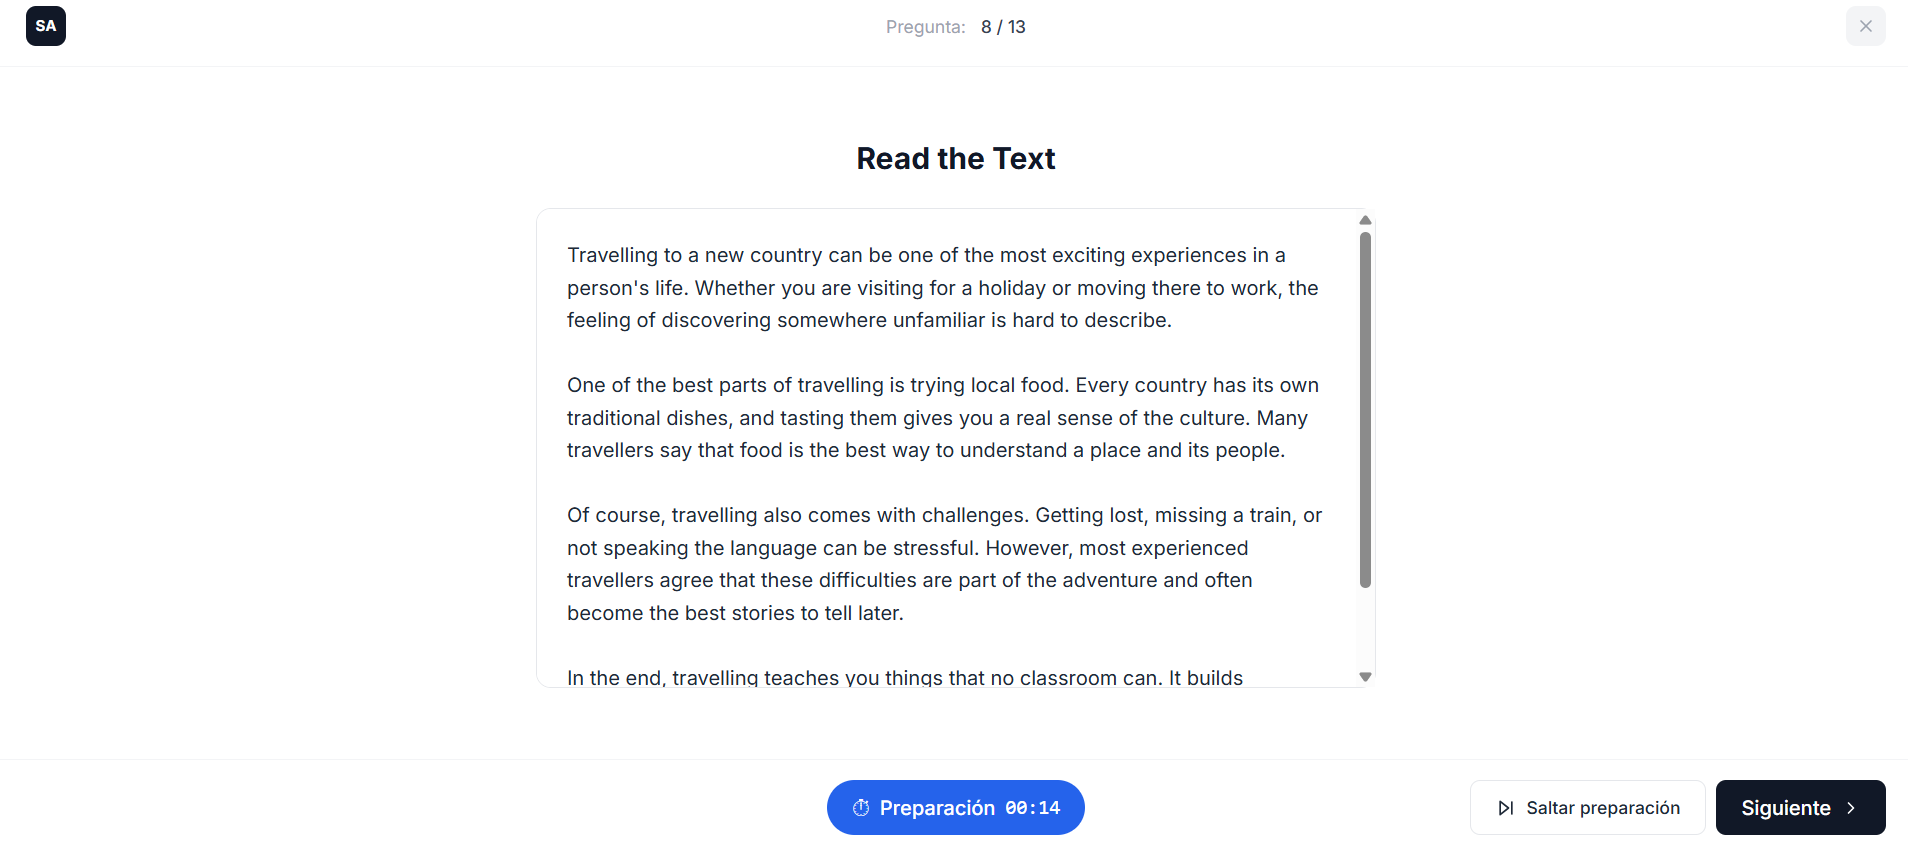 SA
Pregunta: 8 / 13
Read the Text
Travelling to a new country can be one of the most exciting experiences in a
person's life. Whether you are visiting for a holiday or moving there to work, the
feeling of discovering somewhere unfamiliar is hard to describe.
One of the best parts of travelling is trying local food. Every country has its own
traditional dishes, and tasting them gives you a real sense of the culture. Many
travellers say that food is the best way to understand a place and its people.
Of course, travelling also comes with challenges. Getting lost, missing a train, or
not speaking the language can be stressful. However, most experienced
travellers agree that these difficulties are part of the adventure and often
become the best stories to tell later.
In the end, travelling teaches you things that no classroom can. It builds
Preparación 00:14
Saltar preparación
Siguiente